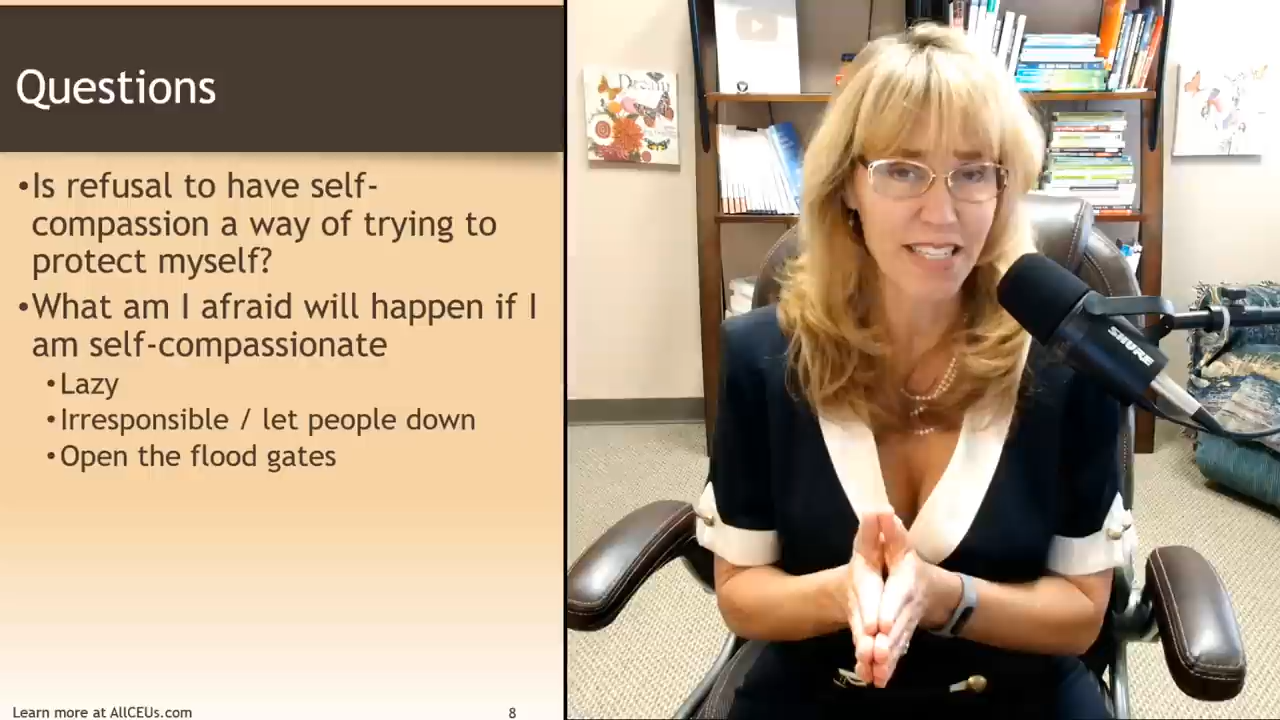 Questions
•Is refusal to have self-
compassion a way of trying to
protect myself?
•What am I afraid will happen if I
am self-compassionate
•Lazy
•Irresponsible / let people down
•Open the flood gates
Learn more at AllCEUs.com
8
Dream
SHURE